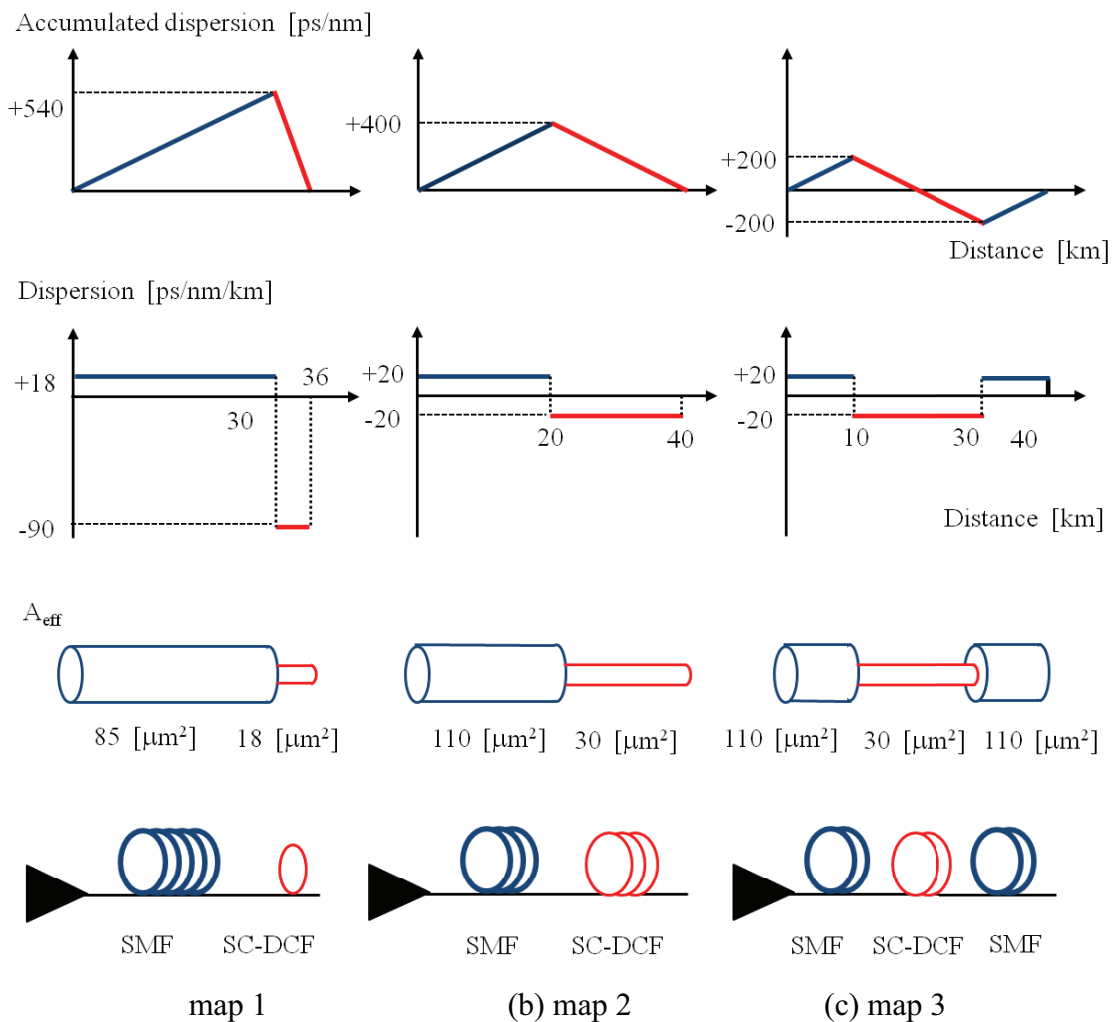 Accumulated dispersion [ps/nm]
+540
+400
+200
-200
Distance [km]
Dispersion [ps/nm/km]
+18
30
36
-90
+20
-20
20
40
+20
-20
10
30
40
Distance [km]
A_eff
85 [μm²]
18 [μm²]
110 [μm²]
30 [μm²]
110 [μm²]
30 [μm²]
110 [μm²]
SMF
SC-DCF
SMF
SC-DCF
SMF
SC-DCF
SMF
map 1
(b) map 2
(c) map 3